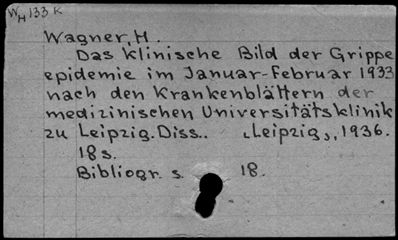 WH 133 K
Wagner, H.
Das klinische Bild der Grippe
epidemie im Januar-Februar 1933
nach den Krankenblättern der
medizinischen Universitätsklinik
zu Leipzig. Diss.. „Leipzig„, 1936.
18 s.
Bibliogr. s. 18.